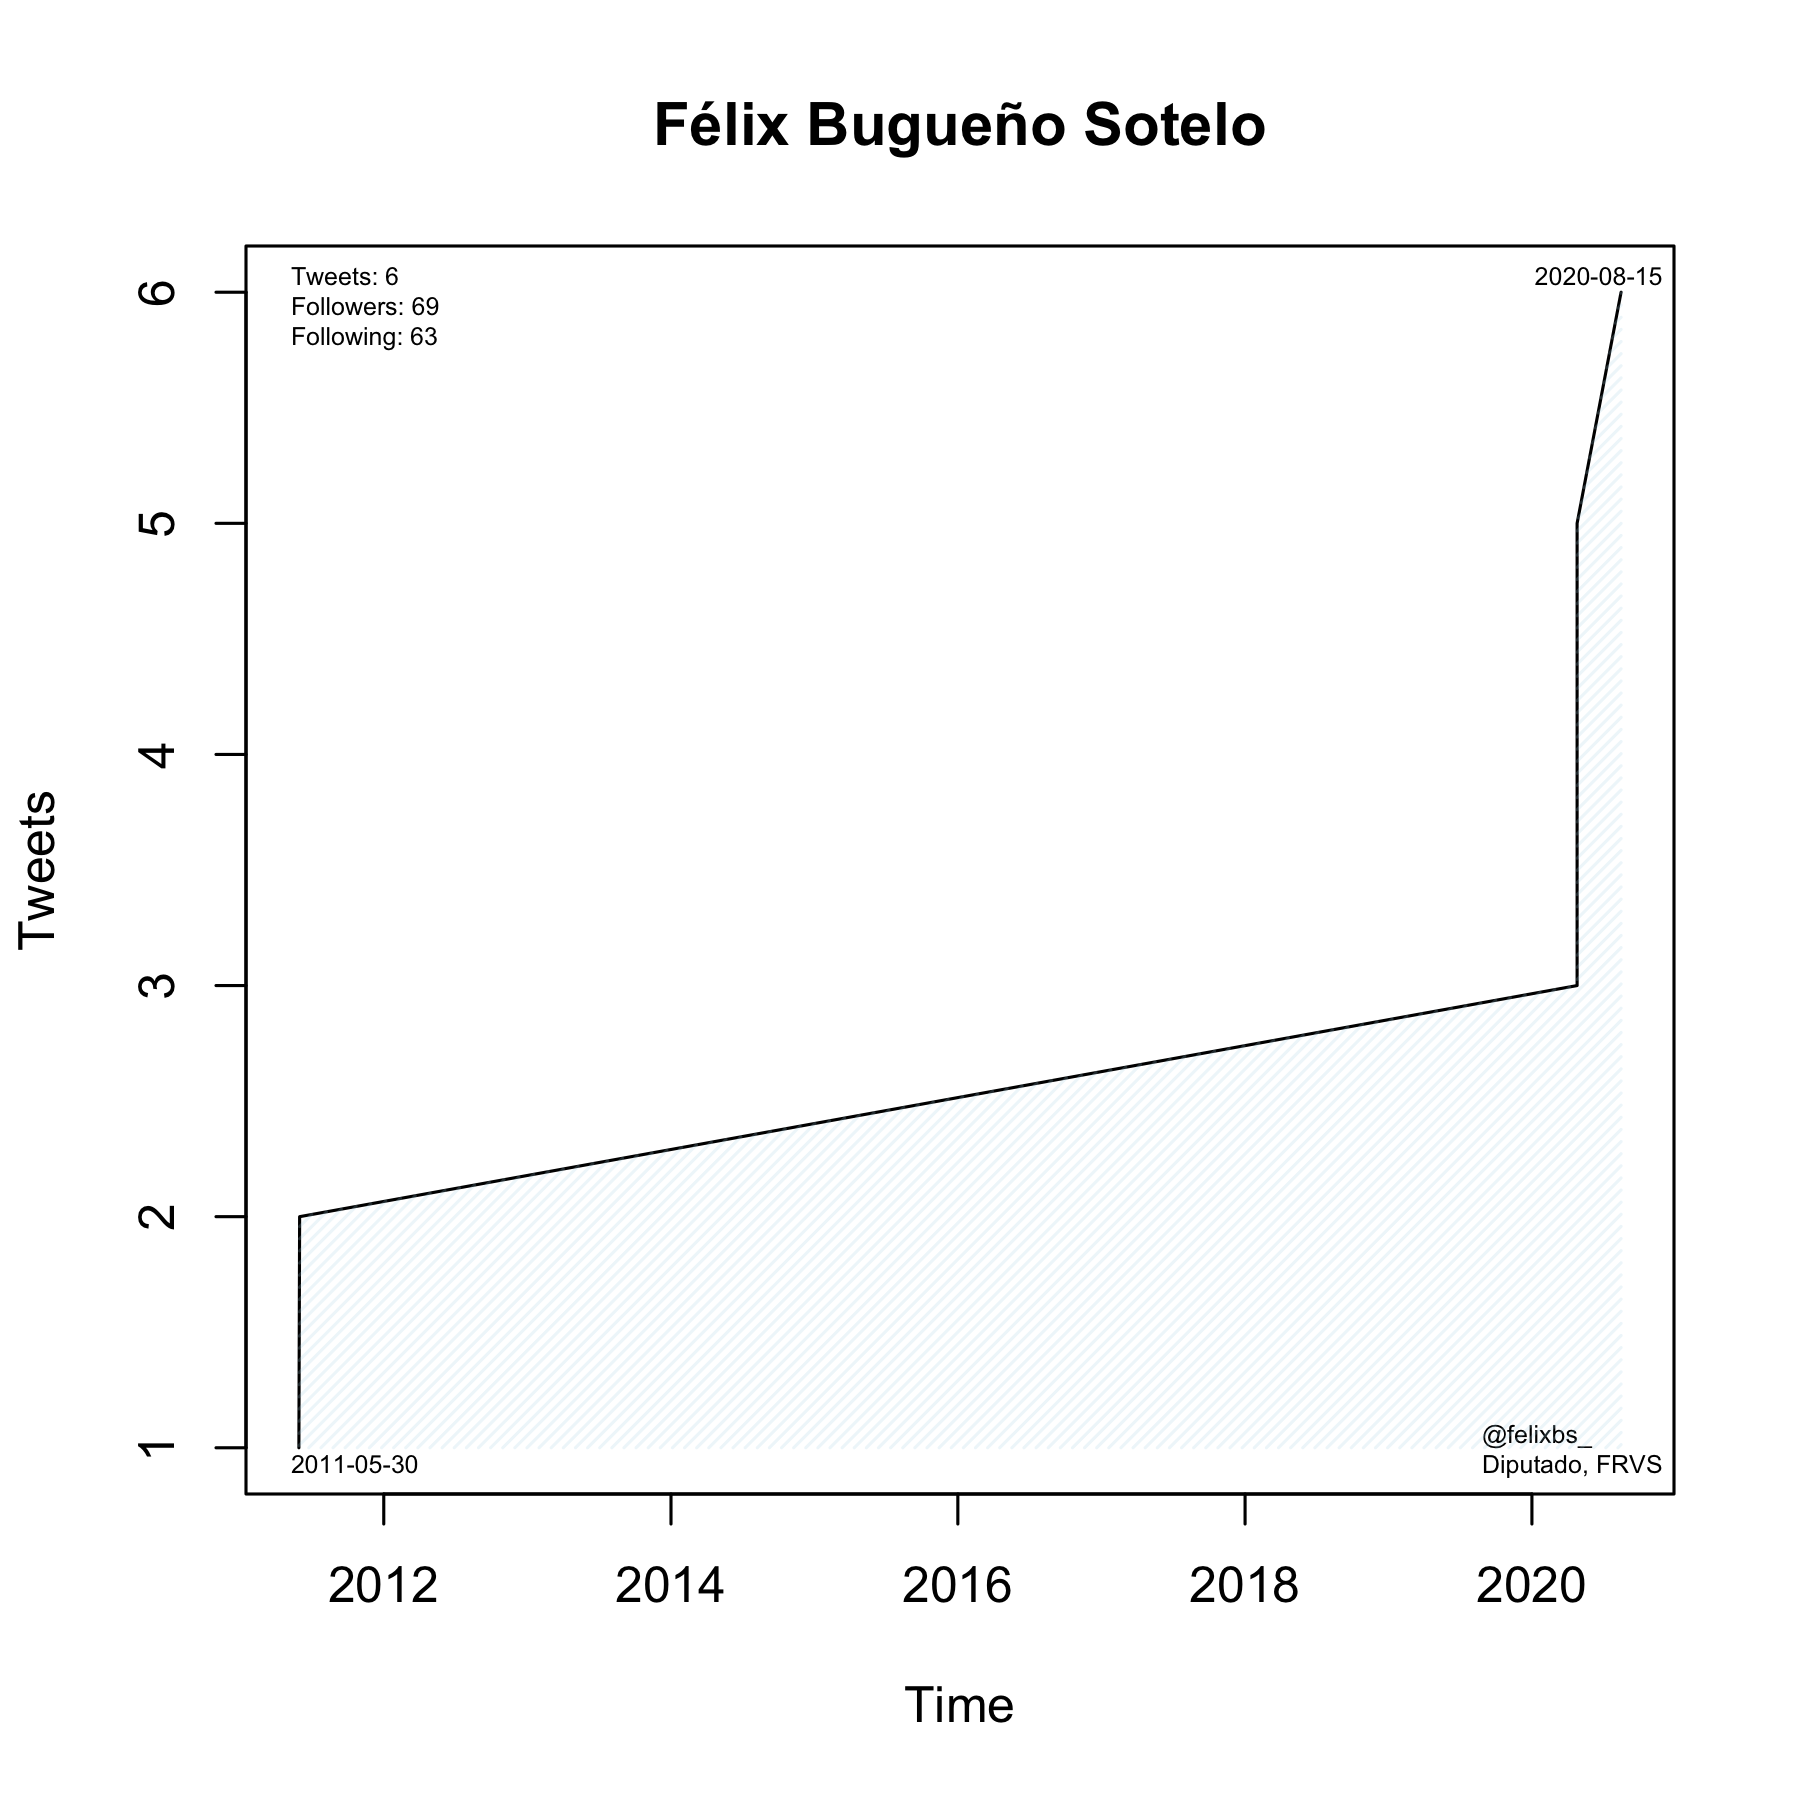 Félix Bugueño Sotelo
Tweets: 6
Followers: 69
Following: 63
2020-08-15
6
5
4
3
2
1
Tweets
2011-05-30
@felixbs_
Diputado, FRVS
2012 2014 2016 2018 2020
Time